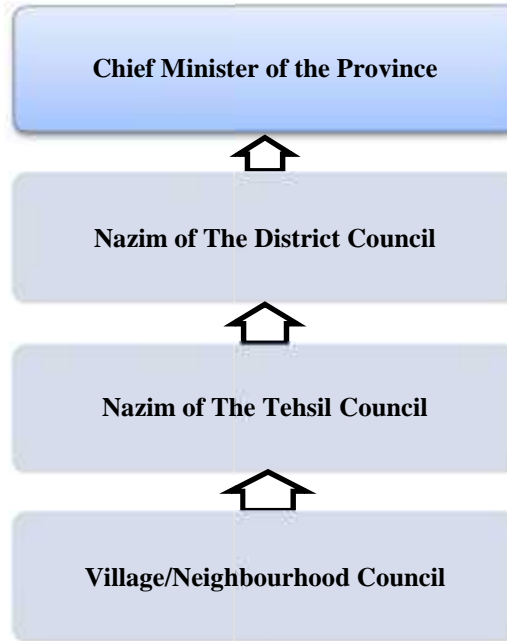 Chief Minister of the Province
Nazim of The District Council
Nazim of The Tehsil Council
Village/Neighbourhood Council